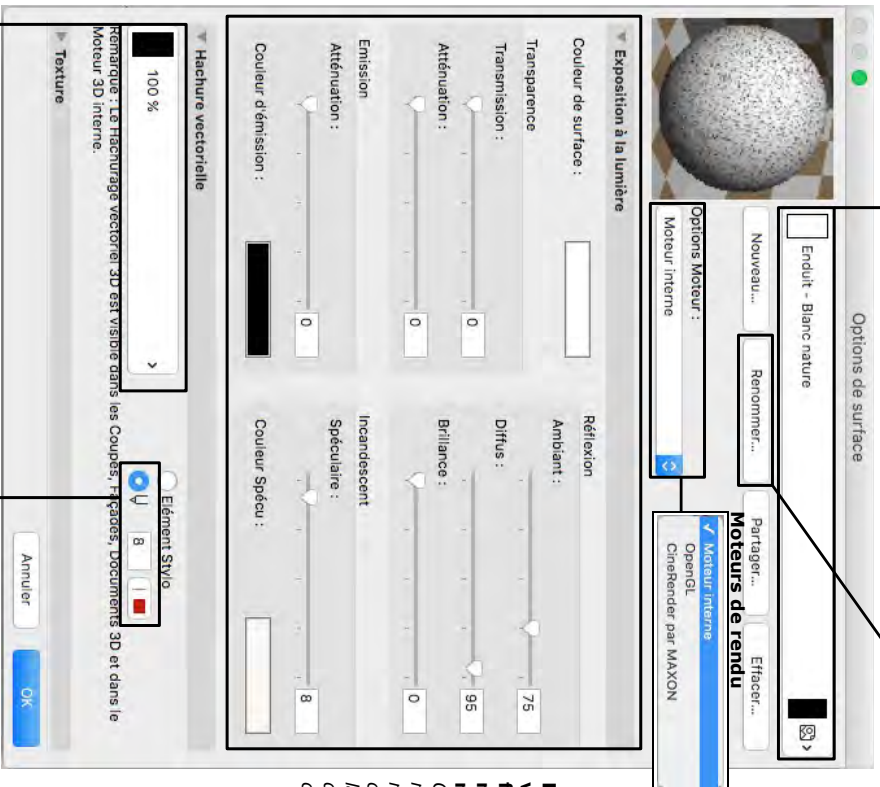 Options de surface
Enduit - Blanc nature
Nouveau...
Renommer...
Partager...
Effacer...
Options Moteur :
Moteur interne
Moteurs de rendu
✓ Moteur interne
OpenGL
CineRender par MAXON
Exposition à la lumière
Couleur de surface :
Transparence
Transmission :
0
Atténuation :
0
Emission
Atténuation :
0
Couleur d'émission :
Réflexion
Ambiant :
75
Diffus :
95
Brillance :
0
Incandescent
Spéculaire :
8
Couleur Spécu :
Hachure vectorielle
100 %
Elément Stylo
8
Remarque : Le Hachurage vectoriel 3D est visible dans les Coupes, Façades, Documents 3D et dans le
Moteur 3D interne.
Texture
Annuler
OK